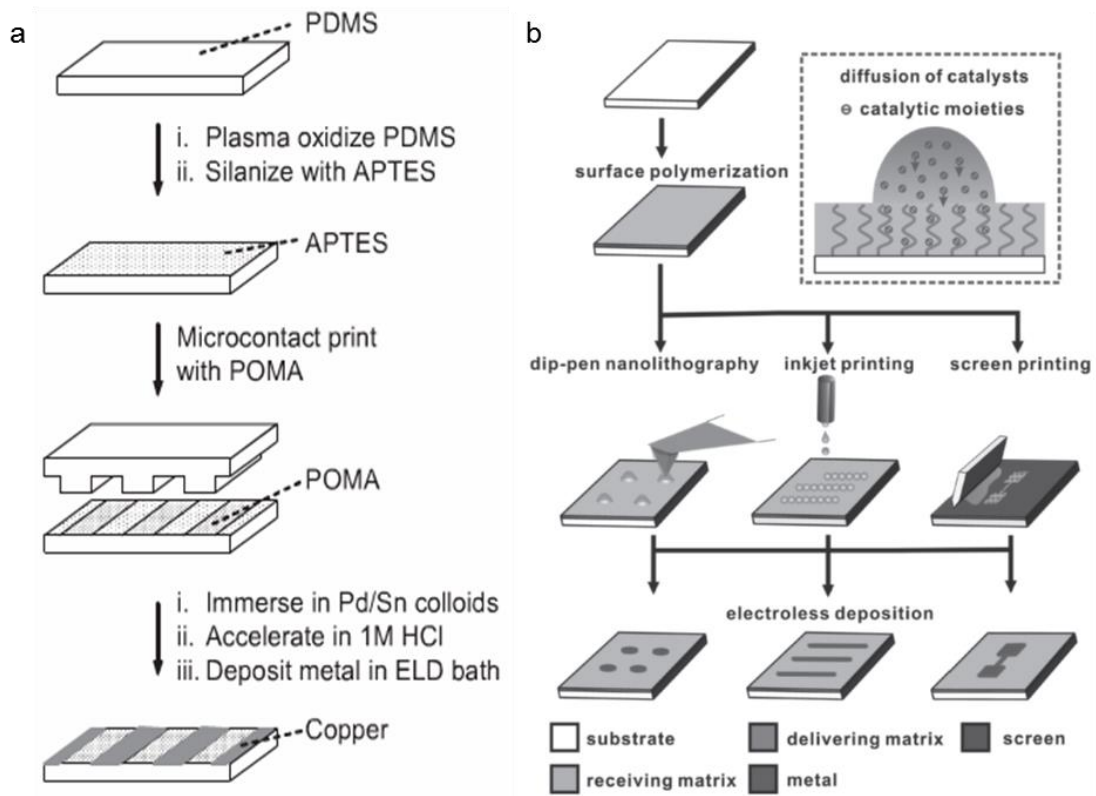 a
PDMS
i. Plasma oxidize PDMS
ii. Silanize with APTES
APTES
Microcontact print
with POMA
POMA
i. Immerse in Pd/Sn colloids
ii. Accelerate in 1M HCl
iii. Deposit metal in ELD bath
Copper
b
diffusion of catalysts
⊖ catalytic moieties
surface polymerization
dip-pen nanolithography
inkjet printing
screen printing
electroless deposition
substrate
delivering matrix
screen
receiving matrix
metal